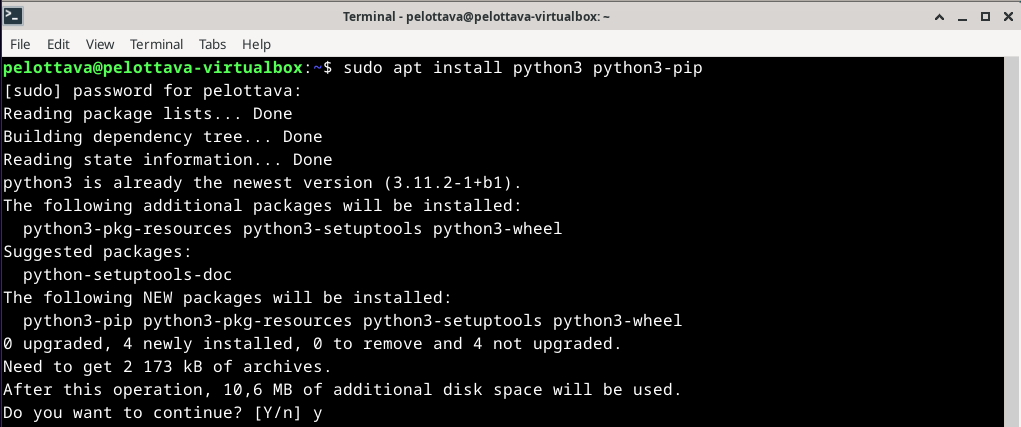 Terminal - pelottava@pelottava-virtualbox: ~
File Edit View Terminal Tabs Help
pelottava@pelottava-virtualbox:~$ sudo apt install python3 python3-pip
[sudo] password for pelottava:
Reading package lists... Done
Building dependency tree... Done
Reading state information... Done
python3 is already the newest version (3.11.2-1+b1).
The following additional packages will be installed:
  python3-pkg-resources python3-setuptools python3-wheel
Suggested packages:
  python-setuptools-doc
The following NEW packages will be installed:
  python3-pip python3-pkg-resources python3-setuptools python3-wheel
0 upgraded, 4 newly installed, 0 to remove and 4 not upgraded.
Need to get 2 173 kB of archives.
After this operation, 10,6 MB of additional disk space will be used.
Do you want to continue? [Y/n] y